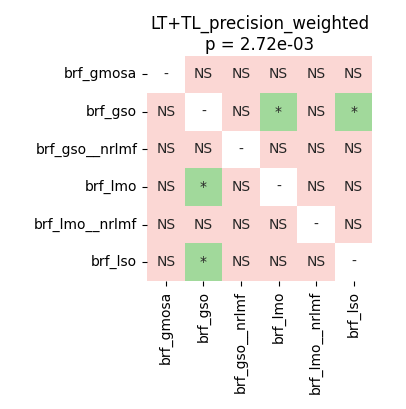 LT+TL_precision_weighted
p = 2.72e-03
brf_gmosa - NS NS NS NS NS
brf_gso NS - NS * NS *
brf_gso__nrlmf NS NS - NS NS NS
brf_lmo NS * NS - NS NS
brf_lmo__nrlmf NS NS NS NS - NS
brf_lso NS * NS NS NS -
brf_gmosa
brf_gso
brf_gso__nrlmf
brf_lmo
brf_lmo__nrlmf
brf_lso